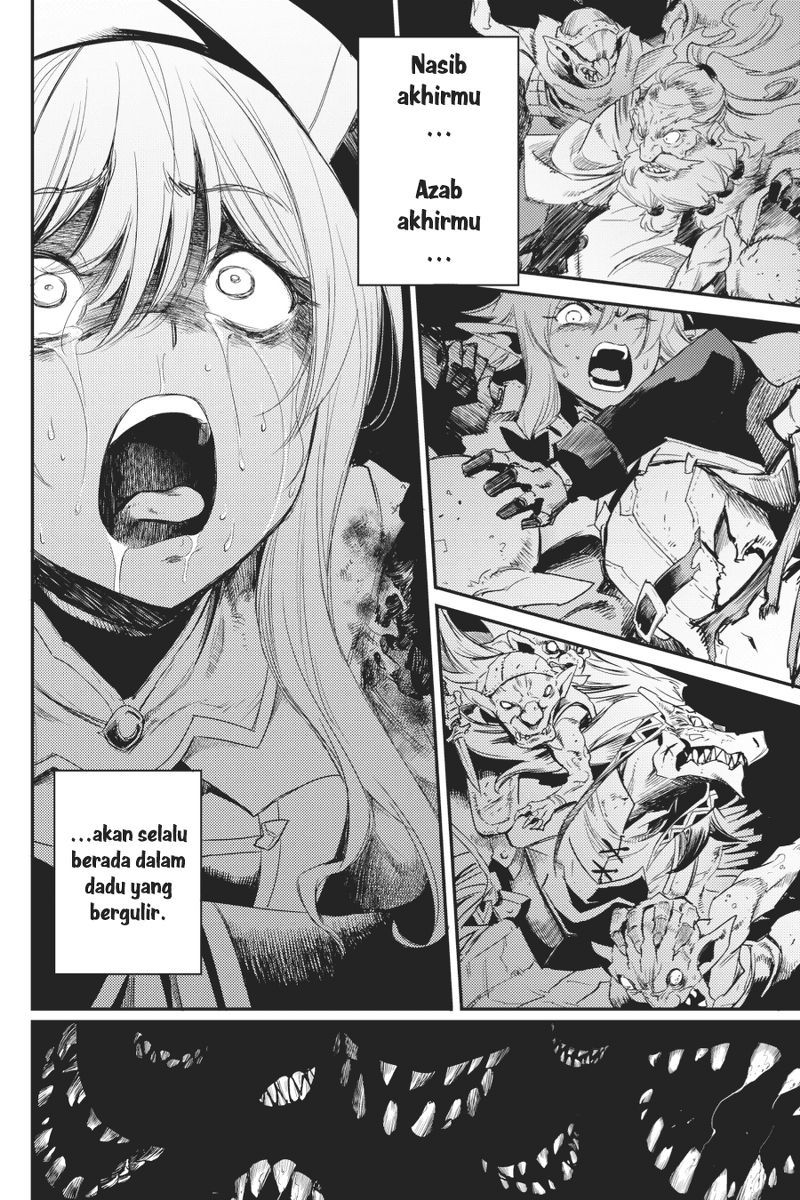 Nasib
akhirmu
...
Azab
akhirmu
...
...akan selalu
berada dalam
dadu yang
bergulir.